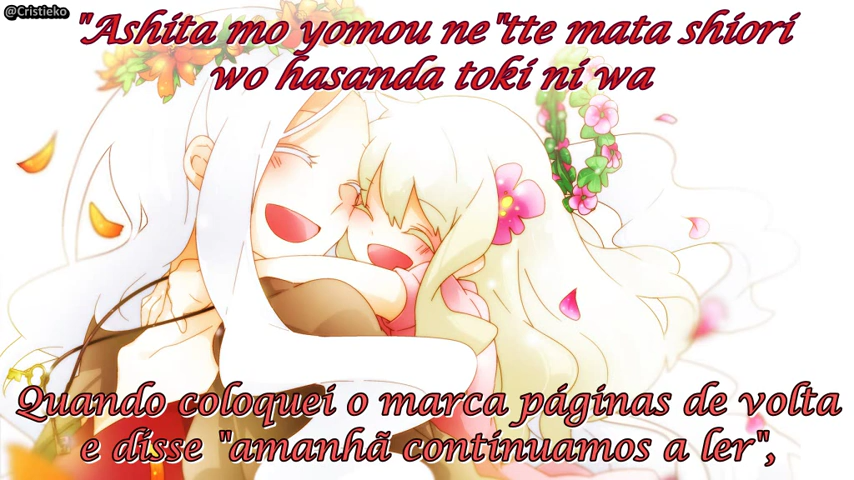 @Cristieko
"Ashita mo yomou ne"tte mata shiori
wo hasanda toki ni wa
Quando coloquei o marca páginas de volta
e disse "amanhã continuamos a ler",